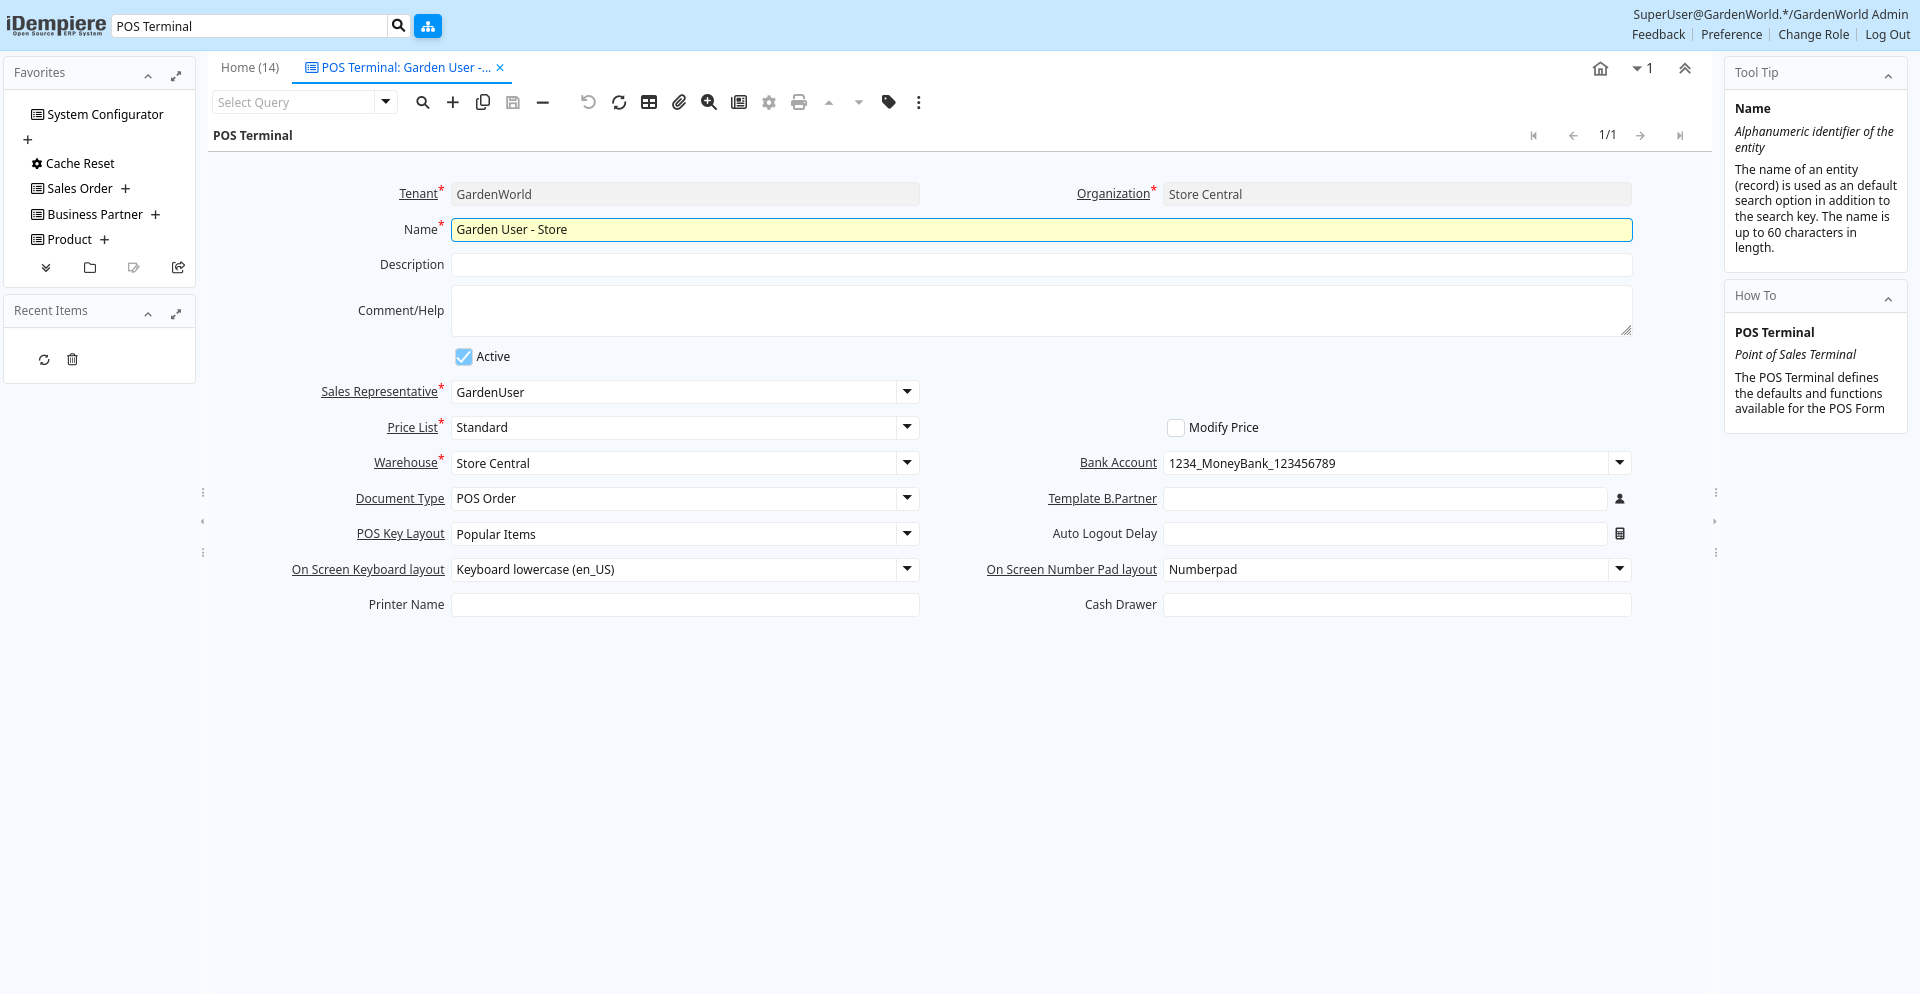 iDempiere
Open Source ERP System
POS Terminal
SuperUser@GardenWorld.*/GardenWorld Admin
Feedback
Preference
Change Role
Log Out
Favorites
System Configurator
Cache Reset
Sales Order
Business Partner
Product
Recent Items
Home (14)
POS Terminal: Garden User -...
1
Select Query
POS Terminal
1/1
Tenant*
GardenWorld
Organization*
Store Central
Name*
Garden User - Store
Description
Comment/Help
Active
Sales Representative*
GardenUser
Price List*
Standard
Modify Price
Warehouse*
Store Central
Bank Account
1234_MoneyBank_123456789
Document Type
POS Order
Template B.Partner
POS Key Layout
Popular Items
Auto Logout Delay
On Screen Keyboard layout
Keyboard lowercase (en_US)
On Screen Number Pad layout
Numberpad
Printer Name
Cash Drawer
Tool Tip
Name
Alphanumeric identifier of the
entity
The name of an entity
(record) is used as an default
search option in addition to
the search key. The name is
up to 60 characters in
length.
How To
POS Terminal
Point of Sales Terminal
The POS Terminal defines
the defaults and functions
available for the POS Form